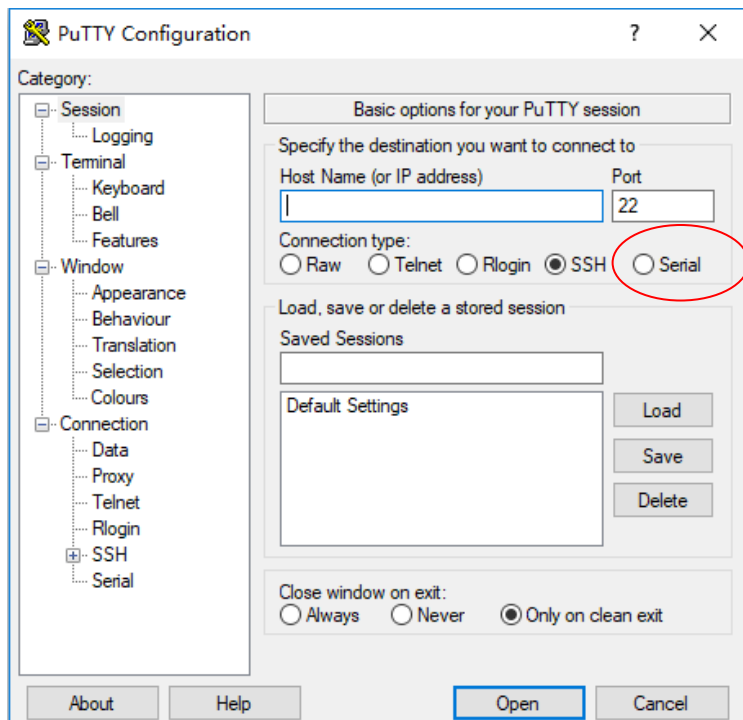 PuTTY Configuration
?
Category:
Session
Logging
Terminal
Keyboard
Bell
Features
Window
Appearance
Behaviour
Translation
Selection
Colours
Connection
Data
Proxy
Telnet
Rlogin
SSH
Serial
Basic options for your PuTTY session
Specify the destination you want to connect to
Host Name (or IP address) Port
22
Connection type:
Raw Telnet Rlogin SSH Serial
Load, save or delete a stored session
Saved Sessions
Default Settings
Load
Save
Delete
Close window on exit:
Always Never Only on clean exit
About Help Open Cancel